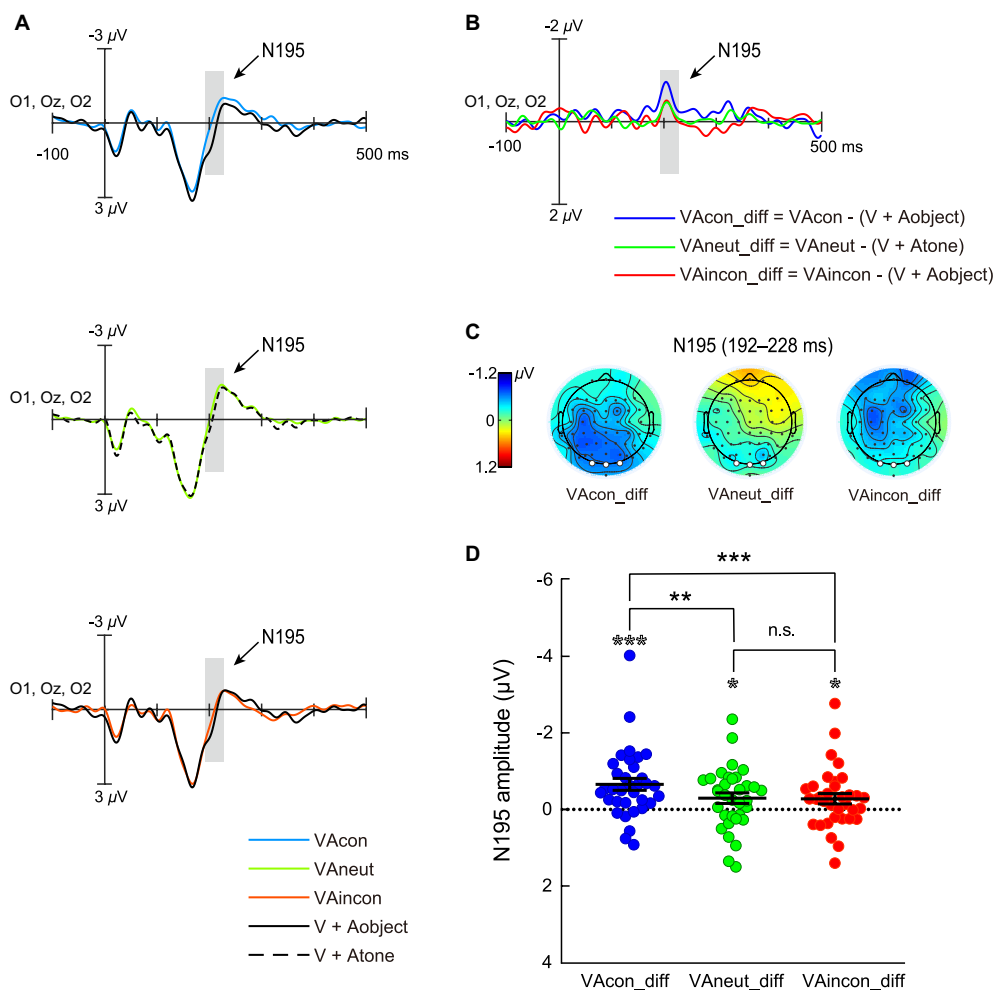 A
-3 µV
N195
O1, Oz, O2
-100
500 ms
3 µV
-3 µV
N195
O1, Oz, O2
3 µV
-3 µV
N195
O1, Oz, O2
3 µV
VAcon
VAneut
VAincon
V + Aobject
V + Atone
B
-2 µV
N195
O1, Oz, O2
-100
500 ms
2 µV
VAcon_diff = VAcon - (V + Aobject)
VAneut_diff = VAneut - (V + Atone)
VAincon_diff = VAincon - (V + Aobject)
C
N195 (192–228 ms)
-1.2 µV
0
1.2
VAcon_diff
VAneut_diff
VAincon_diff
D
***
**
n.s.
***
*
*
N195 amplitude (µV)
-6
-4
-2
0
2
4
VAcon_diff
VAneut_diff
VAincon_diff